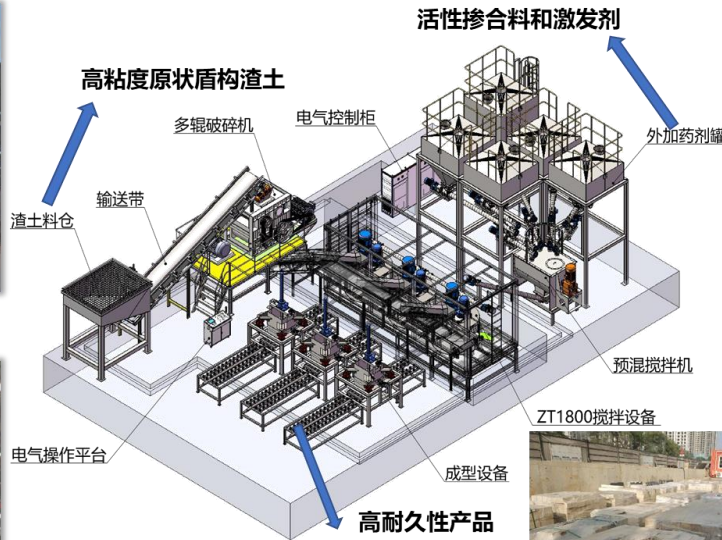 活性掺合料和激发剂
高粘度原状盾构渣土
多辊破碎机
电气控制柜
外加药剂罐
输送带
渣土料仓
预混搅拌机
ZT1800搅拌设备
电气操作平台
成型设备
高耐久性产品